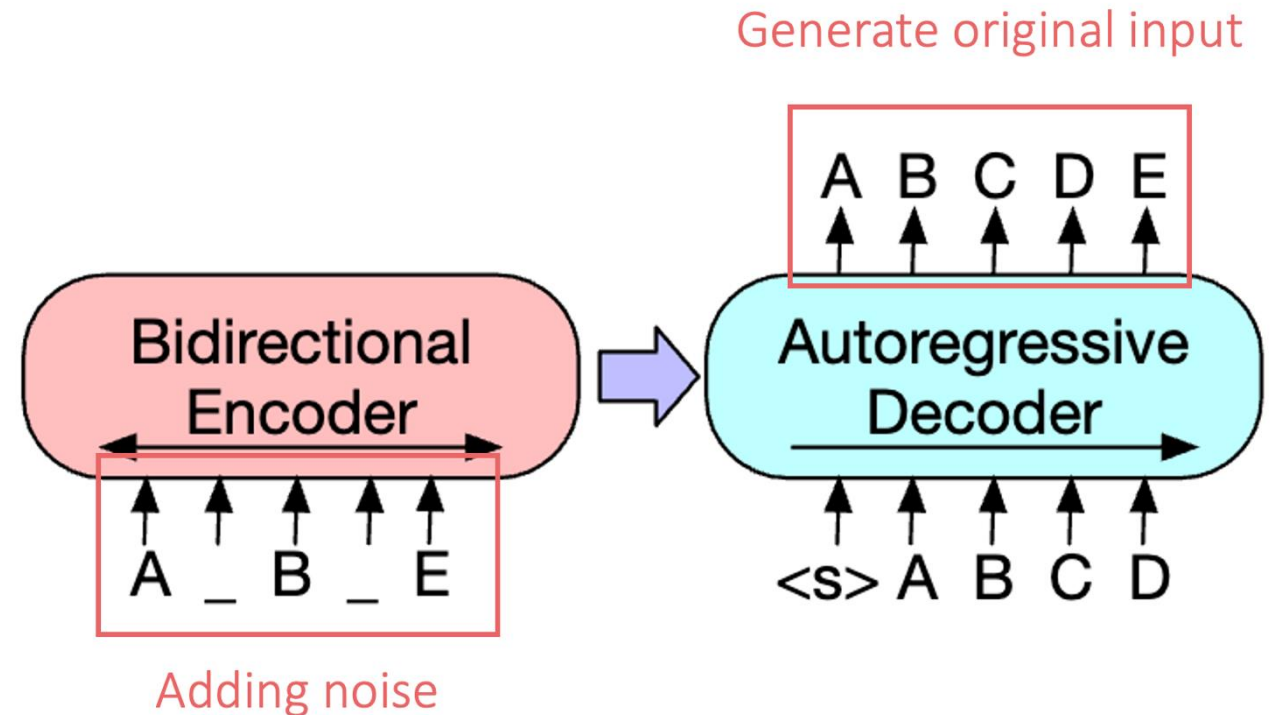 Generate original input
A B C D E
Bidirectional
Encoder
Autoregressive
Decoder
A _ B _ E
<s> A B C D
Adding noise